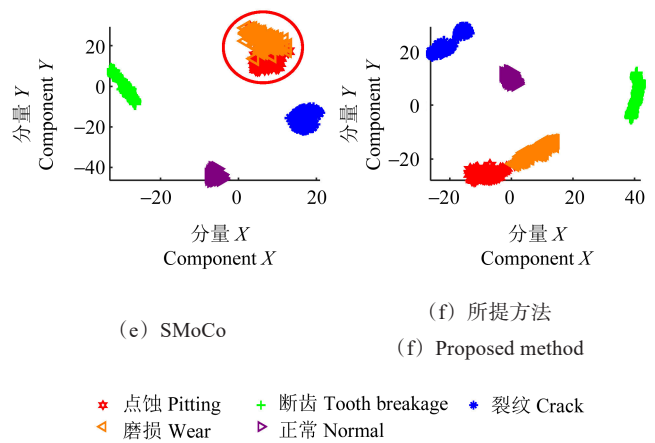 20
0
−20
−40
分量 Y
Component Y
−20
0
20
分量 X
Component X
(e) SMoCo
20
0
−20
分量 Y
Component Y
−20
0
20
40
分量 X
Component X
(f) 所提方法
(f) Proposed method
点蚀 Pitting
断齿 Tooth breakage
裂纹 Crack
磨损 Wear
正常 Normal